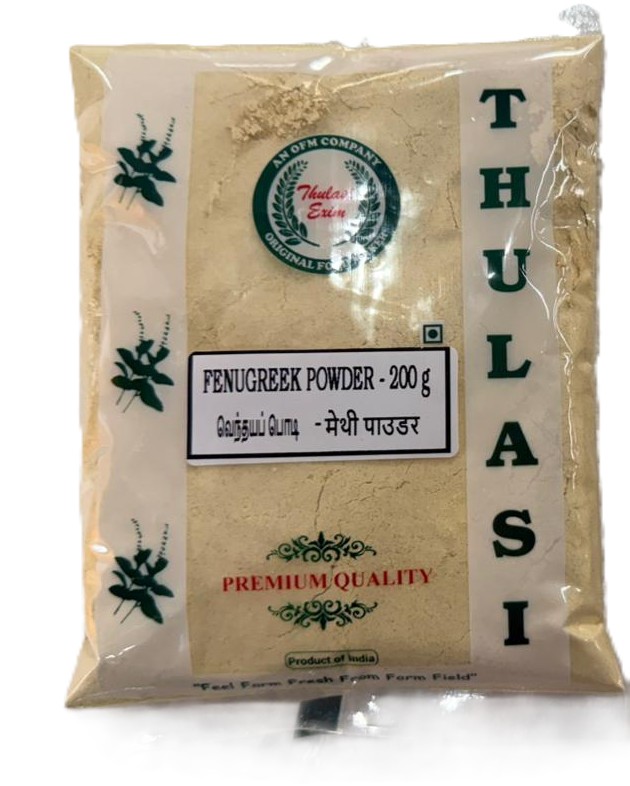 AN OFM COMPANY
Thulasi
Exim
ORIGINAL
THULASI
FENUGREEK POWDER - 200 g
வெந்தயப் பொடி - मेथी पाउडर
PREMIUM QUALITY
Product of India
"Feel Farm Fresh From Farm Field"